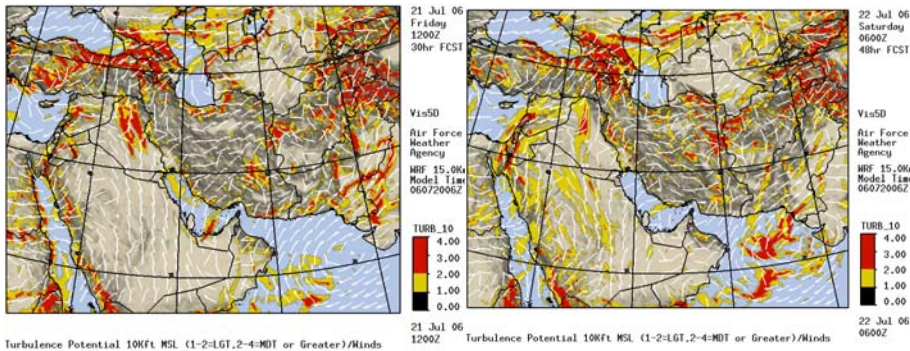 21 Jul 06
Friday
1200Z
30hr FCST
Vis5D
Air Force
Weather
Agency
WRF 15.0K
Model Time
06072006Z
TURB_10
4.00
3.00
2.00
1.00
0.00
21 Jul 06
1200Z
Turbulence Potential 10Kft MSL (1-2=LGT,2-4=MDT or Greater)/Winds
22 Jul 06
Saturday
0600Z
48hr FCST
Vis5D
Air Force
Weather
Agency
WRF 15.0K
Model Time
06072006Z
TURB_10
4.00
3.00
2.00
1.00
0.00
22 Jul 06
0600Z
Turbulence Potential 10Kft MSL (1-2=LGT,2-4=MDT or Greater)/Winds